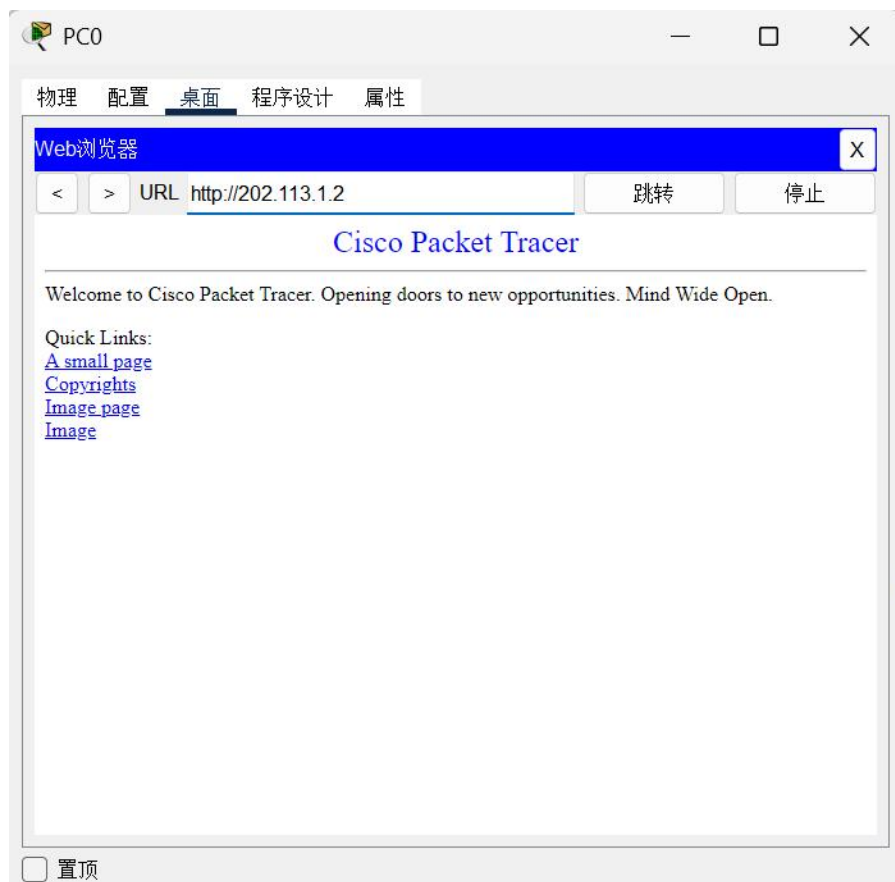 PC0
物理 配置 桌面 程序设计 属性
Web浏览器 X
< > URL http://202.113.1.2 跳转 停止
Cisco Packet Tracer
Welcome to Cisco Packet Tracer. Opening doors to new opportunities. Mind Wide Open.
Quick Links:
A small page
Copyrights
Image page
Image
置顶